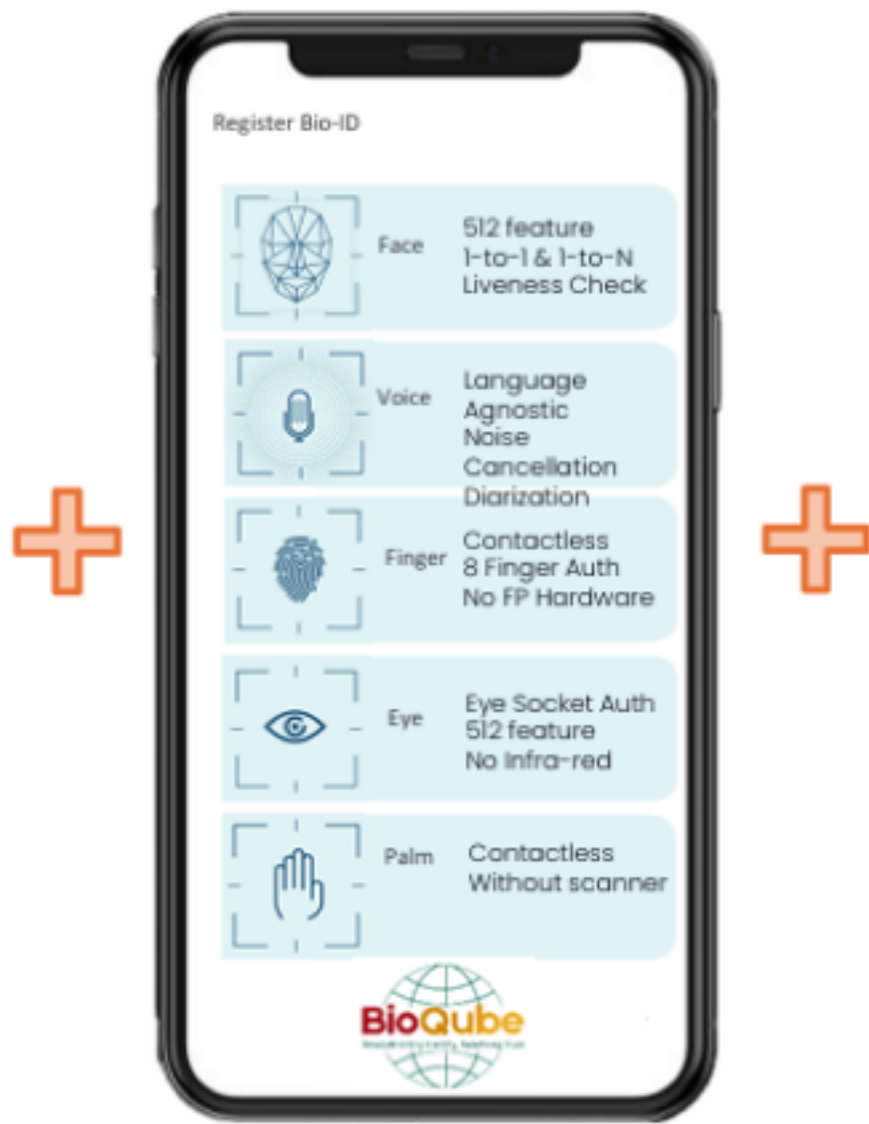 Register Bio-ID
Face
512 feature
1-to-1 & 1-to-N
Liveness Check
Voice
Language
Agnostic
Noise
Cancellation
Diarization
Finger
Contactless
8 Finger Auth
No FP Hardware
Eye
Eye Socket Auth
512 feature
No Infra-red
Palm
Contactless
Without scanner
BioQube